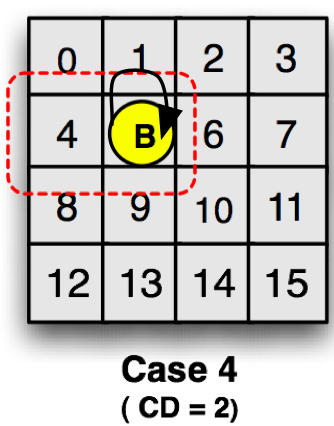 0 1 2 3
4 B 6 7
8 9 10 11
12 13 14 15
Case 4
( CD = 2)